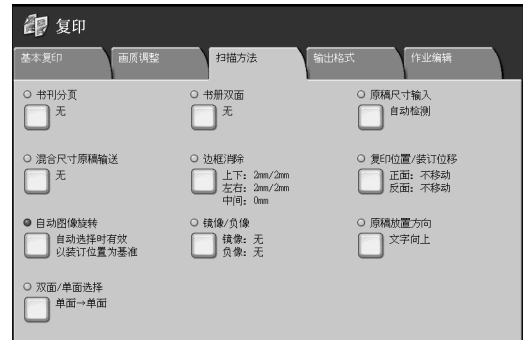 复印
基本复印 画质调整 扫描方法 输出格式 作业编辑
书刊分页
无
书册双面
无
原稿尺寸输入
自动检测
混合尺寸原稿输送
无
边框消除
上下: 2mm/2mm
左右: 2mm/2mm
中间: 0mm
复印位置/装订位移
正面: 不移动
反面: 不移动
自动图像旋转
自动选择时有效
以装订位置为基准
镜像/负像
镜像: 无
负像: 无
原稿放置方向
文字向上
双面/单面选择
单面→单面